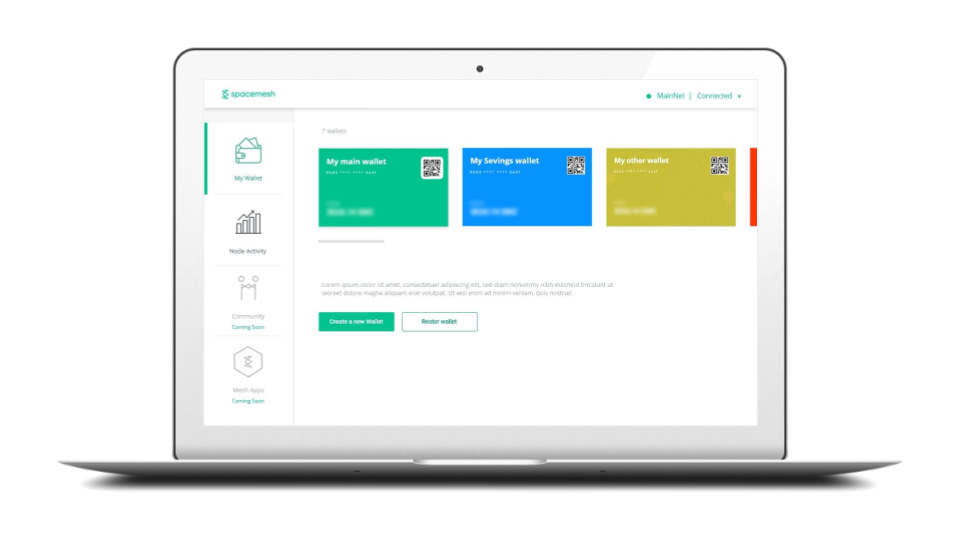 spacemesh
MainNet | Connected
My Wallet
Node Activity
Community
Coming Soon
Mesh Apps
Coming Soon
7 wallets
My main wallet
My Sevings wallet
My other wallet
Lorem ipsum dolor sit amet, consectetuer adipiscing elit, sed diam nonummy nibh euismod tincidunt ut
laoreet dolore magna aliquam erat volutpat. Ut wisi enim ad minim veniam, quis nostrud
Create a new Wallet
Restor wallet